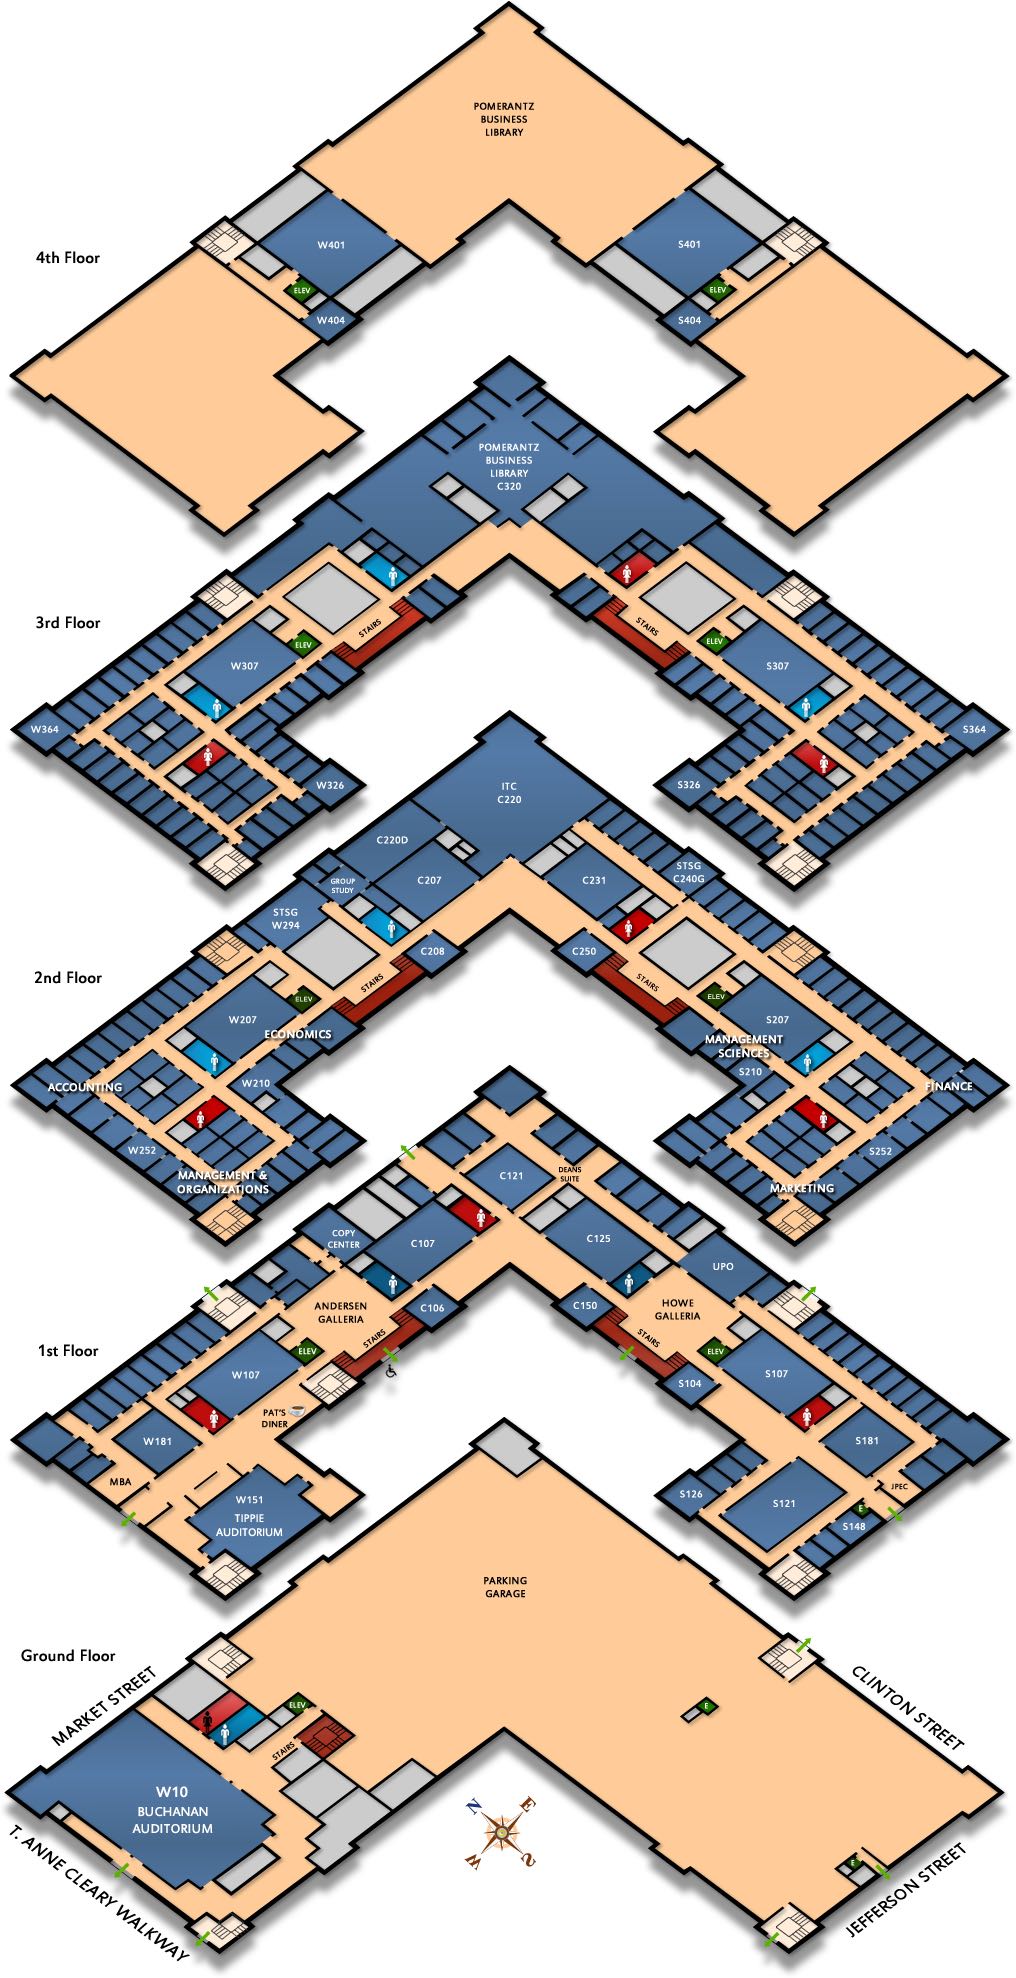 POMERANTZ
BUSINESS
LIBRARY
W401
S401
4th Floor
ELEV
ELEV
W404
S404
POMERANTZ
BUSINESS
LIBRARY
C320
3rd Floor
STAIRS
STAIRS
ELEV
ELEV
W307
S307
W364
S364
W326
S326
ITC
C220
C220D
C207
C231
STSG
C240G
GROUP
STUDY
STSG
W294
C208
C250
2nd Floor
STAIRS
STAIRS
ELEV
ELEV
W207
S207
ECONOMICS
MANAGEMENT
SCIENCES
ACCOUNTING
W210
S210
FINANCE
W252
S252
MANAGEMENT &
ORGANIZATIONS
MARKETING
C121
DEANS
SUITE
COPY
CENTER
C107
C125
UPO
ANDERSEN
GALLERIA
C106
C150
HOWE
GALLERIA
1st Floor
STAIRS
STAIRS
ELEV
ELEV
W107
S107
S104
PAT'S
DINER
W181
S181
MBA
JPEC
W151
TIPPIE
AUDITORIUM
S126
S121
E
S148
PARKING
GARAGE
Ground Floor
MARKET STREET
CLINTON STREET
ELEV
E
STAIRS
W10
BUCHANAN
AUDITORIUM
N
E
W
S
T. ANNE CLEARY WALKWAY
E
JEFFERSON STREET